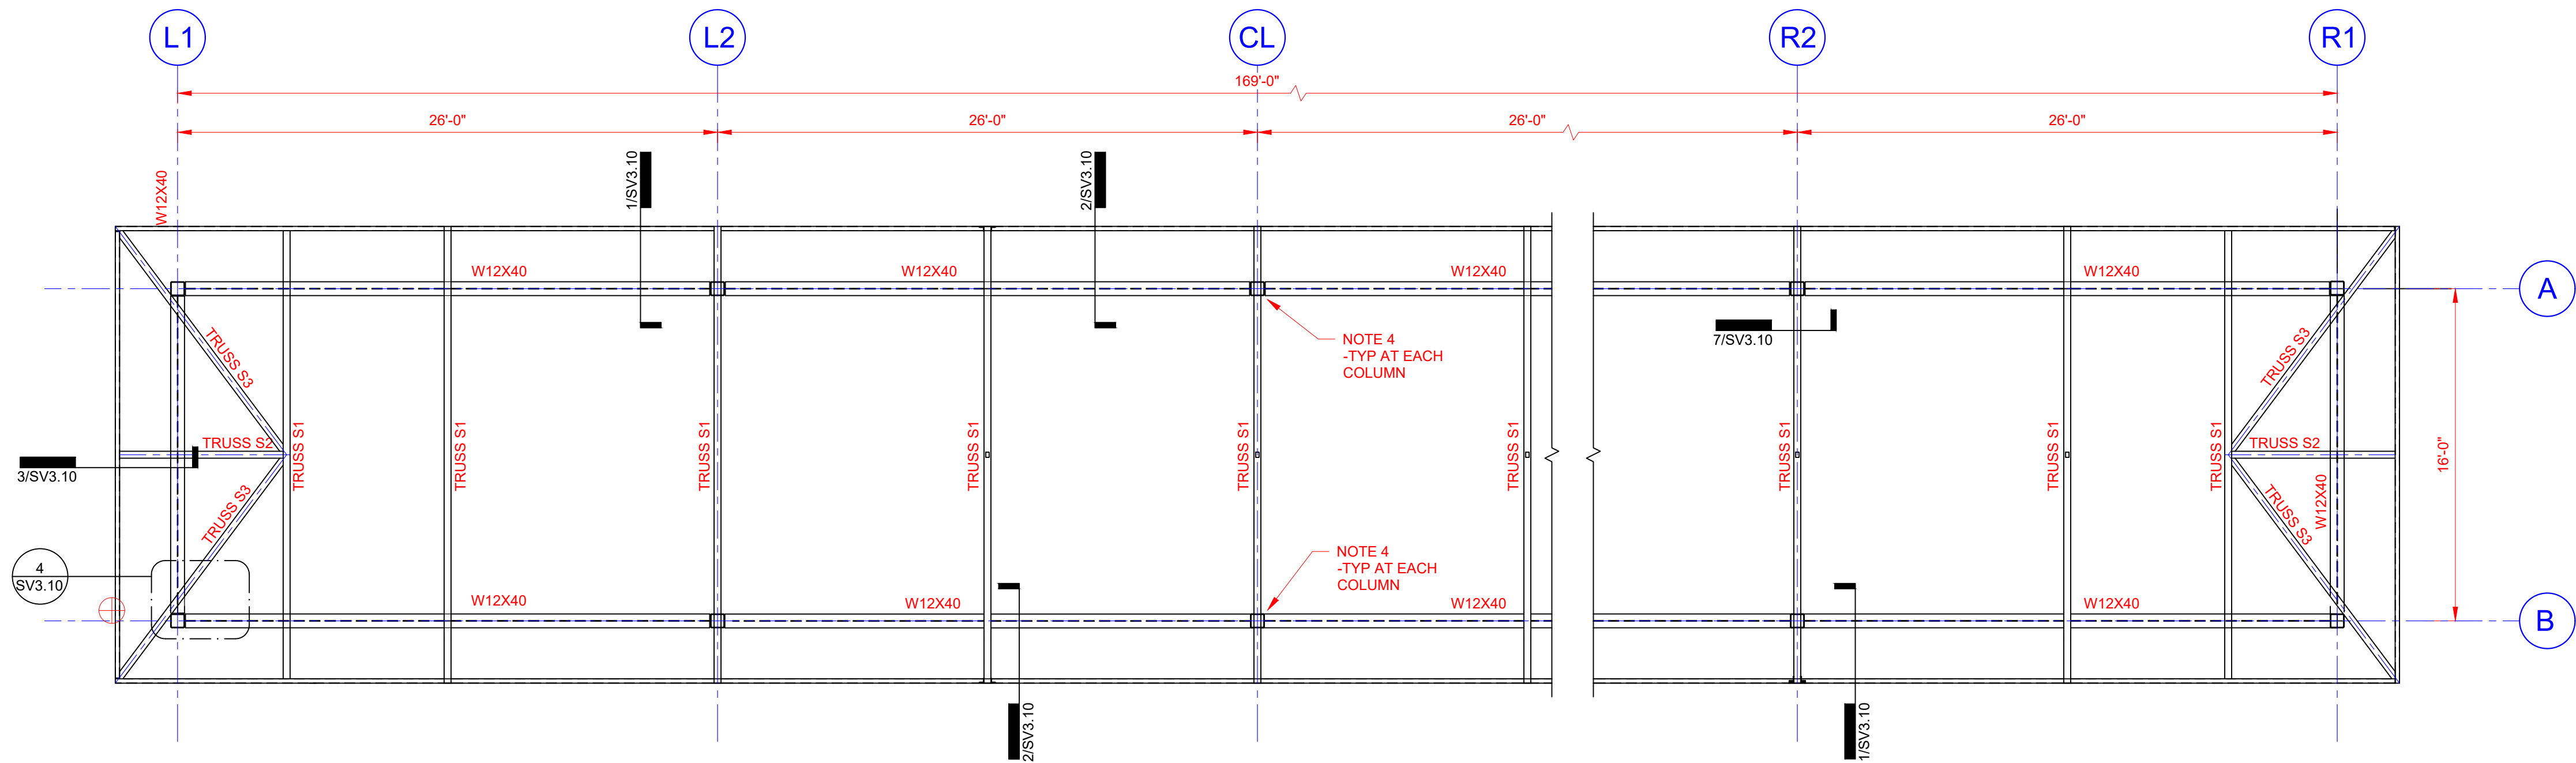 L1
L2
CL
R2
R1
169'-0"
26'-0"
26'-0"
26'-0"
26'-0"
W12X40
1/SV3.10
2/SV3.10
W12X40
W12X40
W12X40
W12X40
A
NOTE 4
-TYP AT EACH
COLUMN
7/SV3.10
TRUSS S3
TRUSS S3
TRUSS S2
TRUSS S1
TRUSS S1
TRUSS S1
TRUSS S1
TRUSS S1
TRUSS S1
TRUSS S1
TRUSS S1
TRUSS S1
TRUSS S2
16'-0"
3/SV3.10
TRUSS S3
TRUSS S3
W12X40
NOTE 4
-TYP AT EACH
COLUMN
4
SV3.10
W12X40
W12X40
W12X40
W12X40
B
2/SV3.10
1/SV3.10